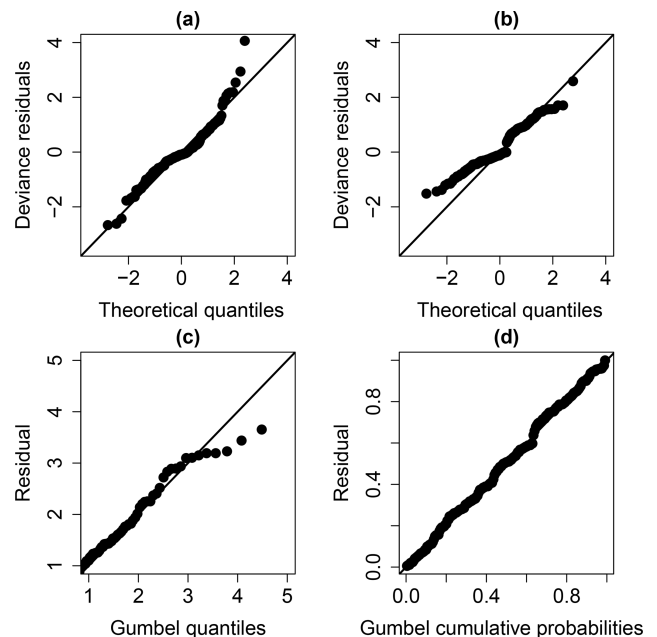 (a)
Deviance residuals
4
2
0
−2
−2 0 2 4
Theoretical quantiles
(b)
Deviance residuals
4
2
0
−2
−2 0 2 4
Theoretical quantiles
(c)
Residual
5
4
3
2
1
1 2 3 4 5
Gumbel quantiles
(d)
Residual
0.8
0.4
0.0
0.0 0.4 0.8
Gumbel cumulative probabilities